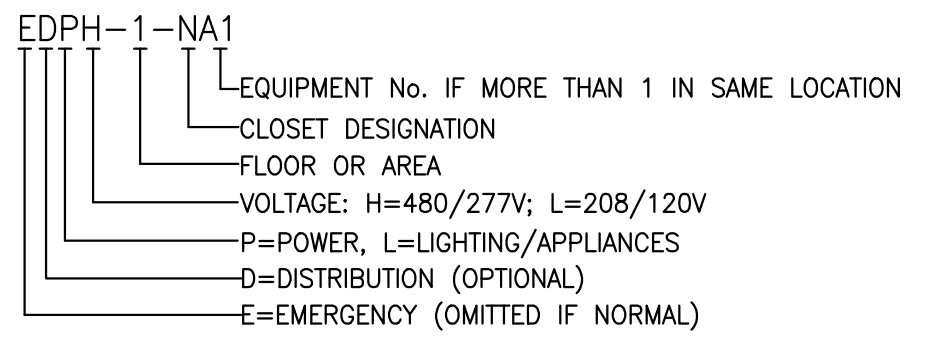 EDPH-1-NA1
EQUIPMENT No. IF MORE THAN 1 IN SAME LOCATION
CLOSET DESIGNATION
FLOOR OR AREA
VOLTAGE: H=480/277V; L=208/120V
P=POWER, L=LIGHTING/APPLIANCES
D=DISTRIBUTION (OPTIONAL)
E=EMERGENCY (OMITTED IF NORMAL)